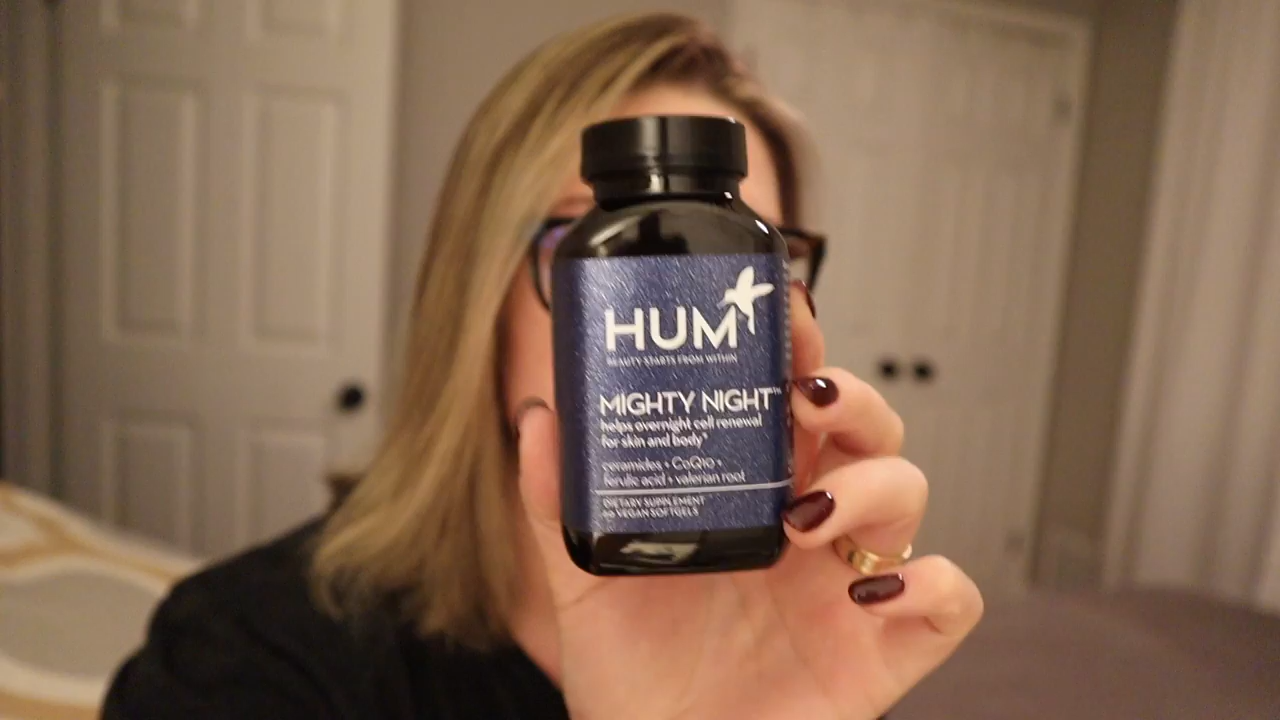 HUM
BEAUTY STARTS FROM WITHIN
MIGHTY NIGHT™
helps overnight cell renewal
for skin and body*
ceramides + CoQ10 +
ferulic acid + valerian root
DIETARY SUPPLEMENT
60 VEGAN SOFTGELS